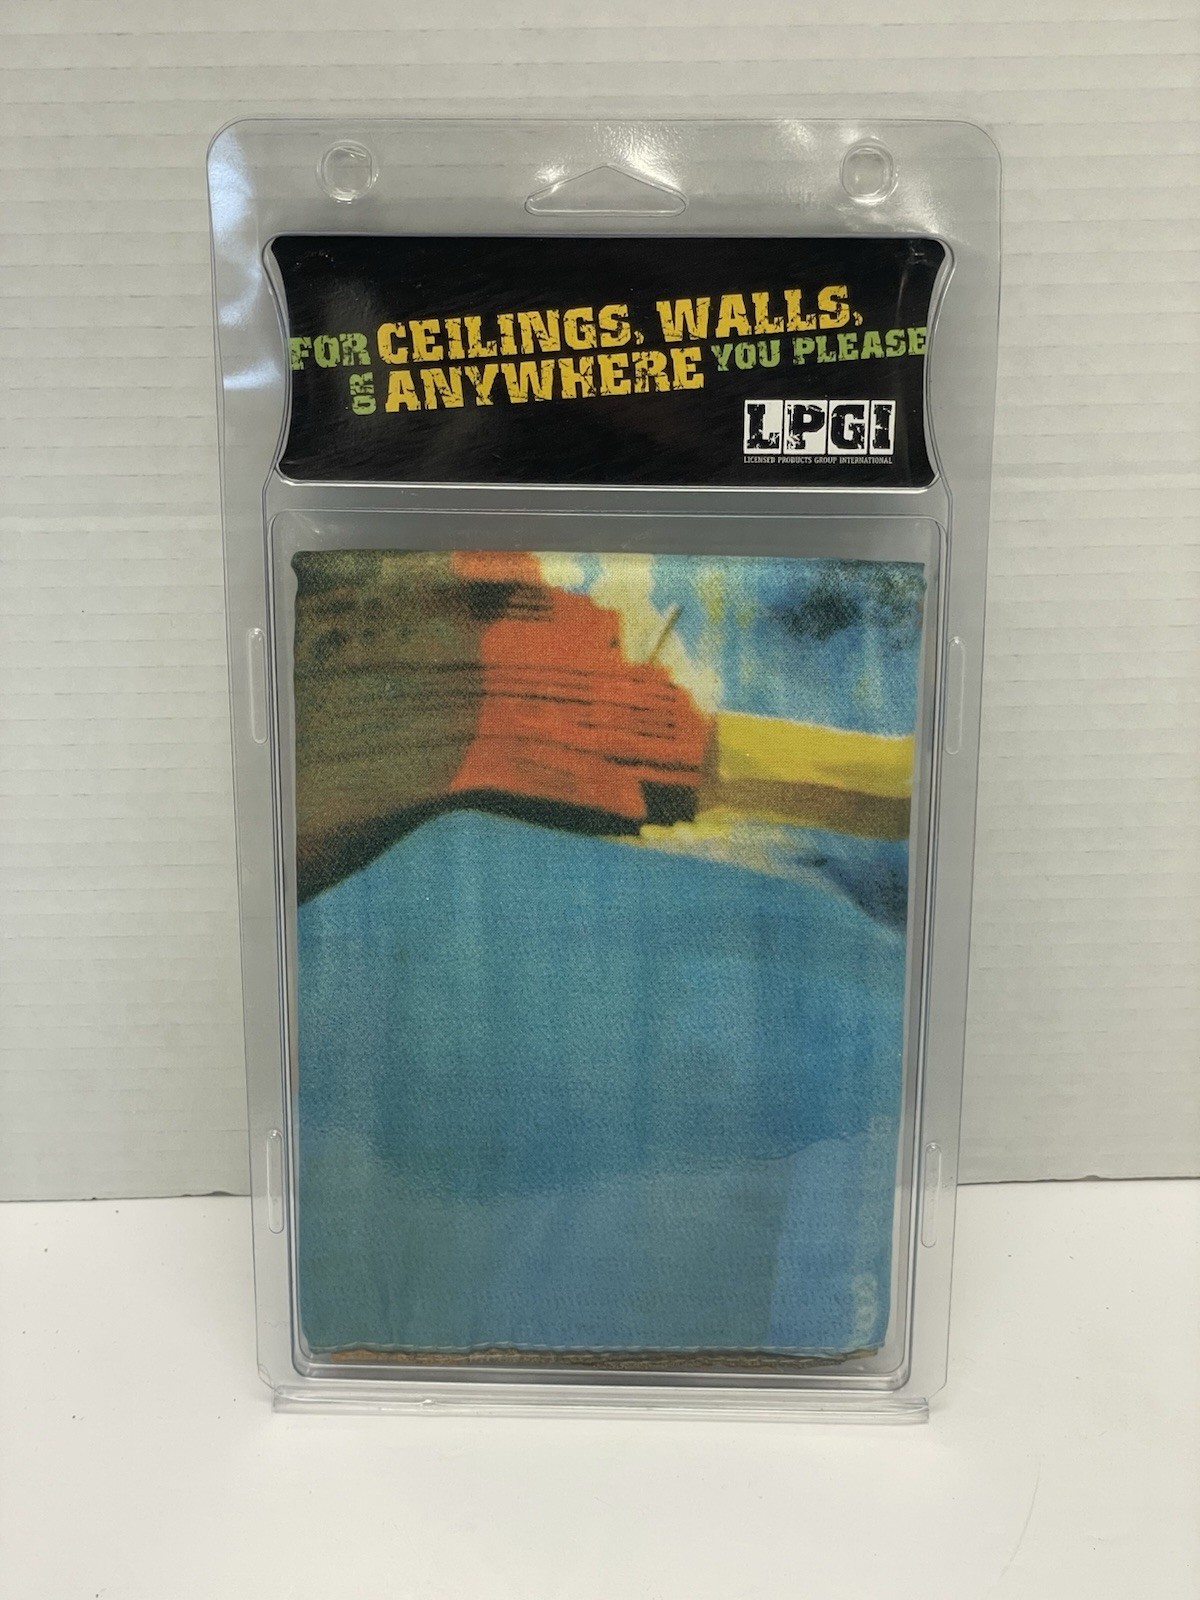 FOR CEILINGS, WALLS,
OR ANYWHERE YOU PLEASE
LPGI
LICENSED PRODUCTS GROUP INTERNATIONAL